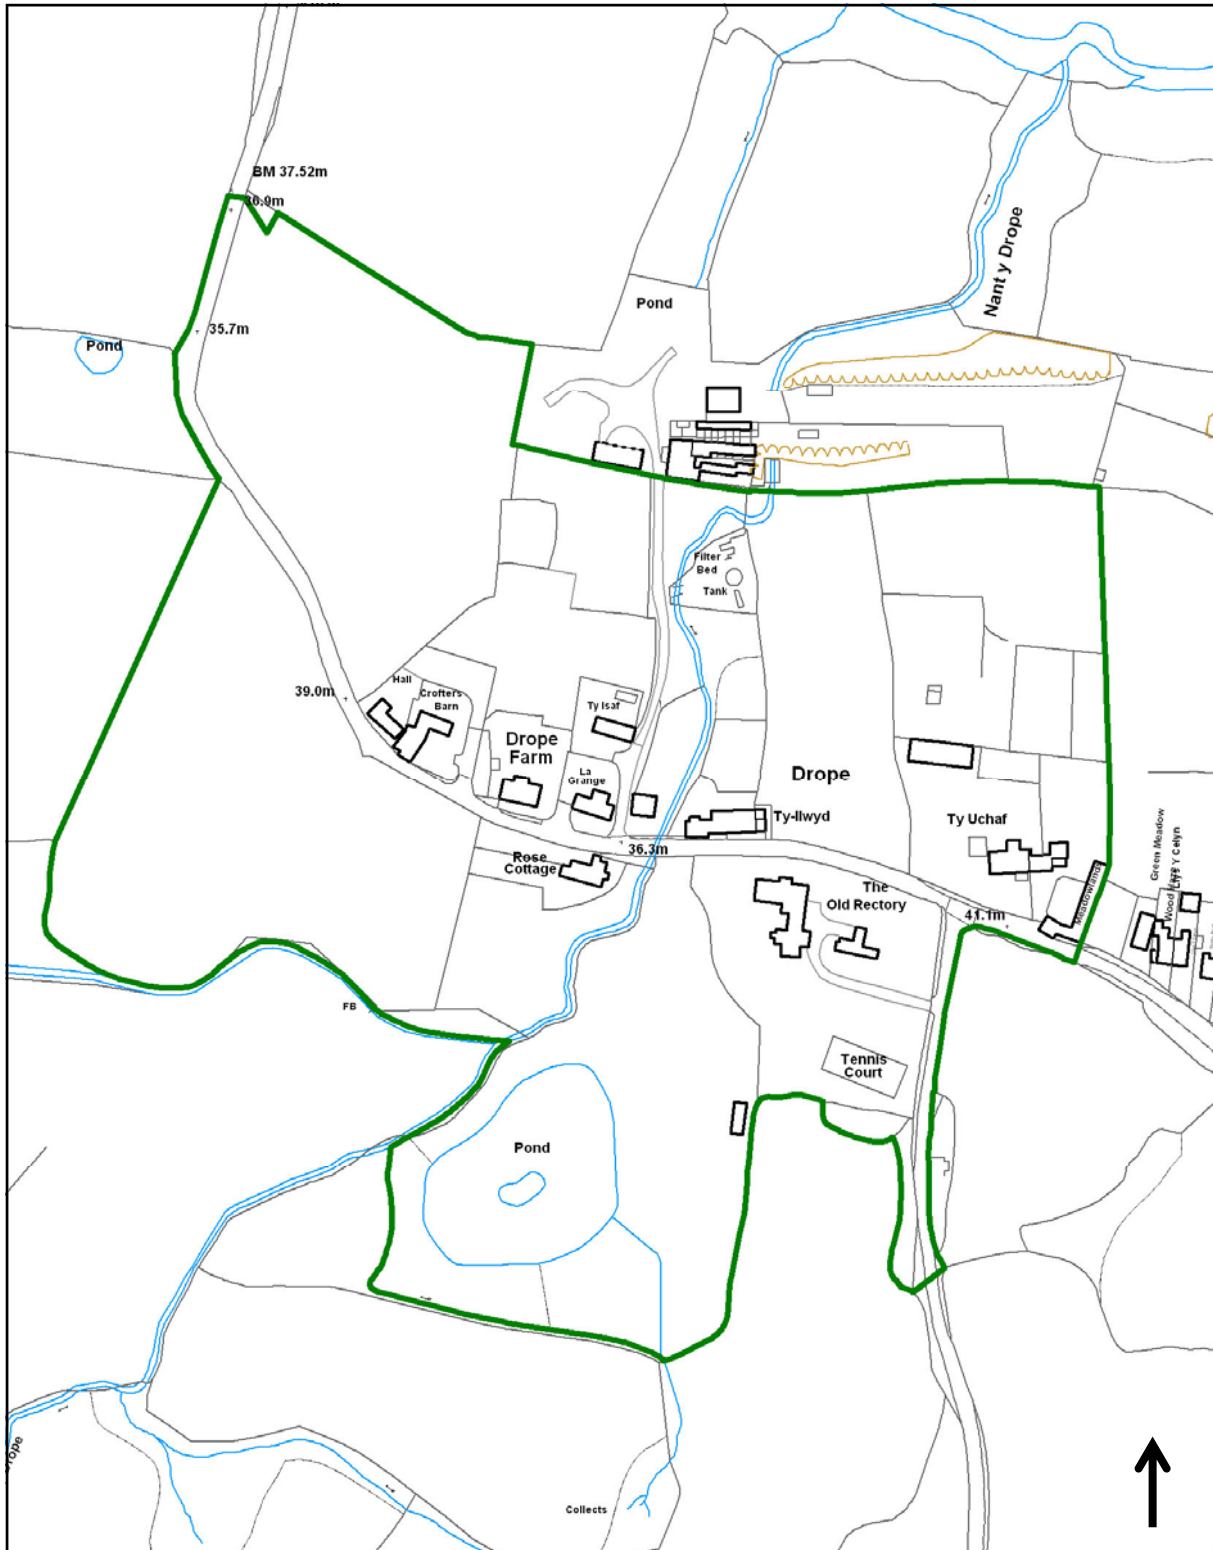 BM 37.52m
36.9m
Nant y Drope
Pond
35.7m
Pond
Filter
Bed
Tank
Hall
Crofters
Barn
39.0m
Ty Isaf
Drope
Farm
La
Grange
Drope
Ty-llwyd
Ty Uchaf
36.3m
Rose
Cottage
The
Old Rectory
Meadowlands
41.1m
Green Meadow
Llys Y Celyn
FB
Tennis
Court
Pond
Collects